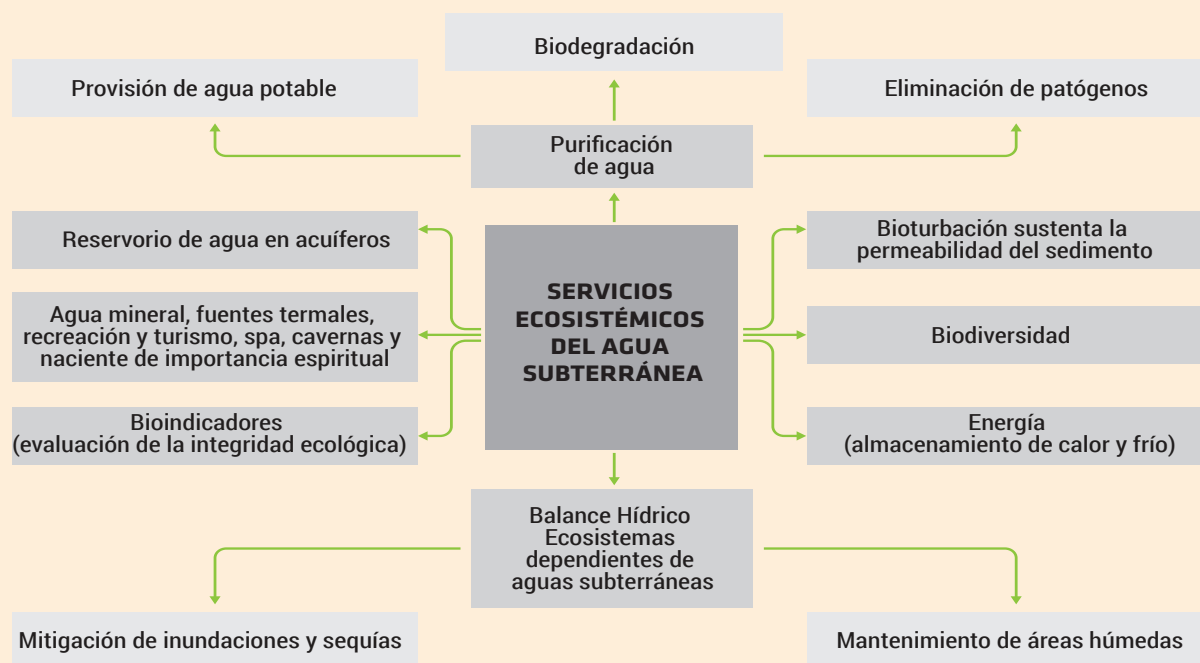 Biodegradación
Provisión de agua potable
Eliminación de patógenos
Purificación
de agua
Reservorio de agua en acuíferos
Bioturbación sustenta la
permeabilidad del sedimento
SERVICIOS
ECOSISTÉMICOS
DEL AGUA
SUBTERRÁNEA
Agua mineral, fuentes termales,
recreación y turismo, spa, cavernas y
naciente de importancia espiritual
Biodiversidad
Bioindicadores
(evaluación de la integridad ecológica)
Energía
(almacenamiento de calor y frío)
Balance Hídrico
Ecosistemas
dependientes de
aguas subterráneas
Mitigación de inundaciones y sequías
Mantenimiento de áreas húmedas